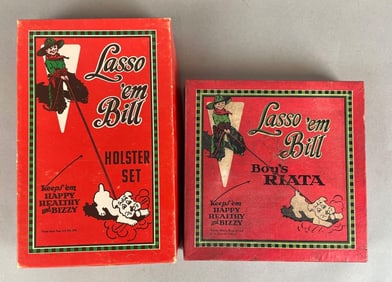 Lasso 'em
Bill
HOLSTER
SET
Keeps 'em
HAPPY
HEALTHY
and BIZZY
Lasso 'em
Bill
Boy's
RIATA
Keeps 'em
HAPPY
HEALTHY
and BIZZY